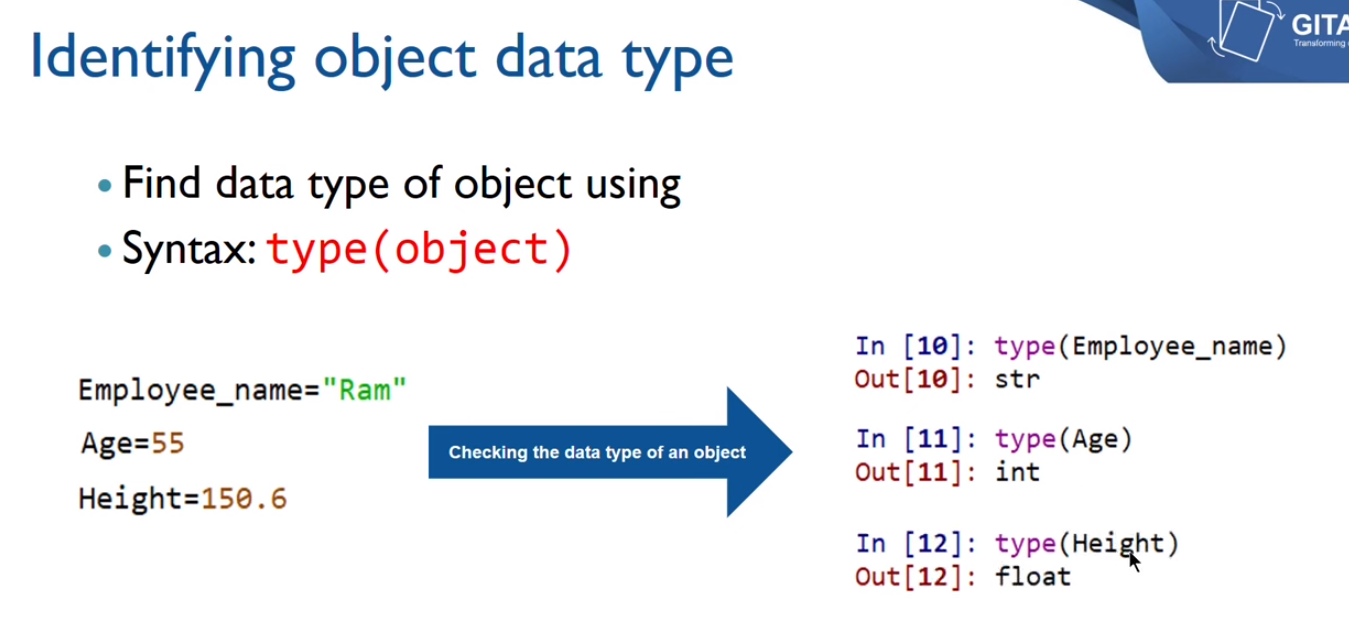 Identifying object data type
GITA
Transforming
• Find data type of object using
• Syntax: type(object)
Employee_name="Ram"
Age=55
Height=150.6
Checking the data type of an object
In [10]: type(Employee_name)
Out[10]: str
In [11]: type(Age)
Out[11]: int
In [12]: type(Height)
Out[12]: float